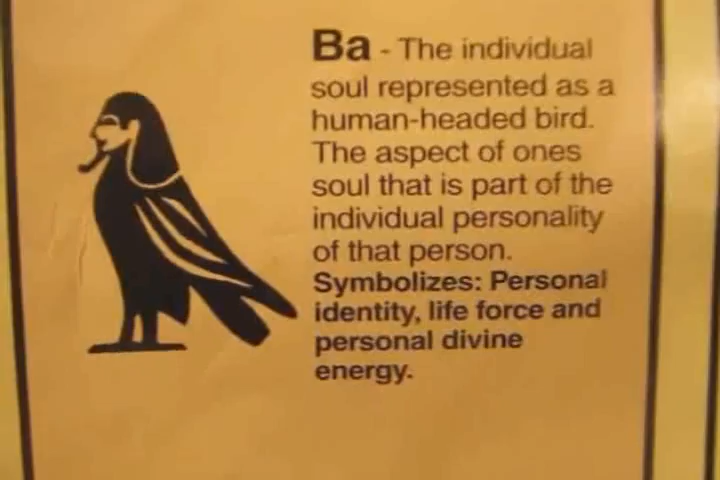 Ba - The individual
soul represented as a
human-headed bird.
The aspect of ones
soul that is part of the
individual personality
of that person.
Symbolizes: Personal
identity, life force and
personal divine
energy.